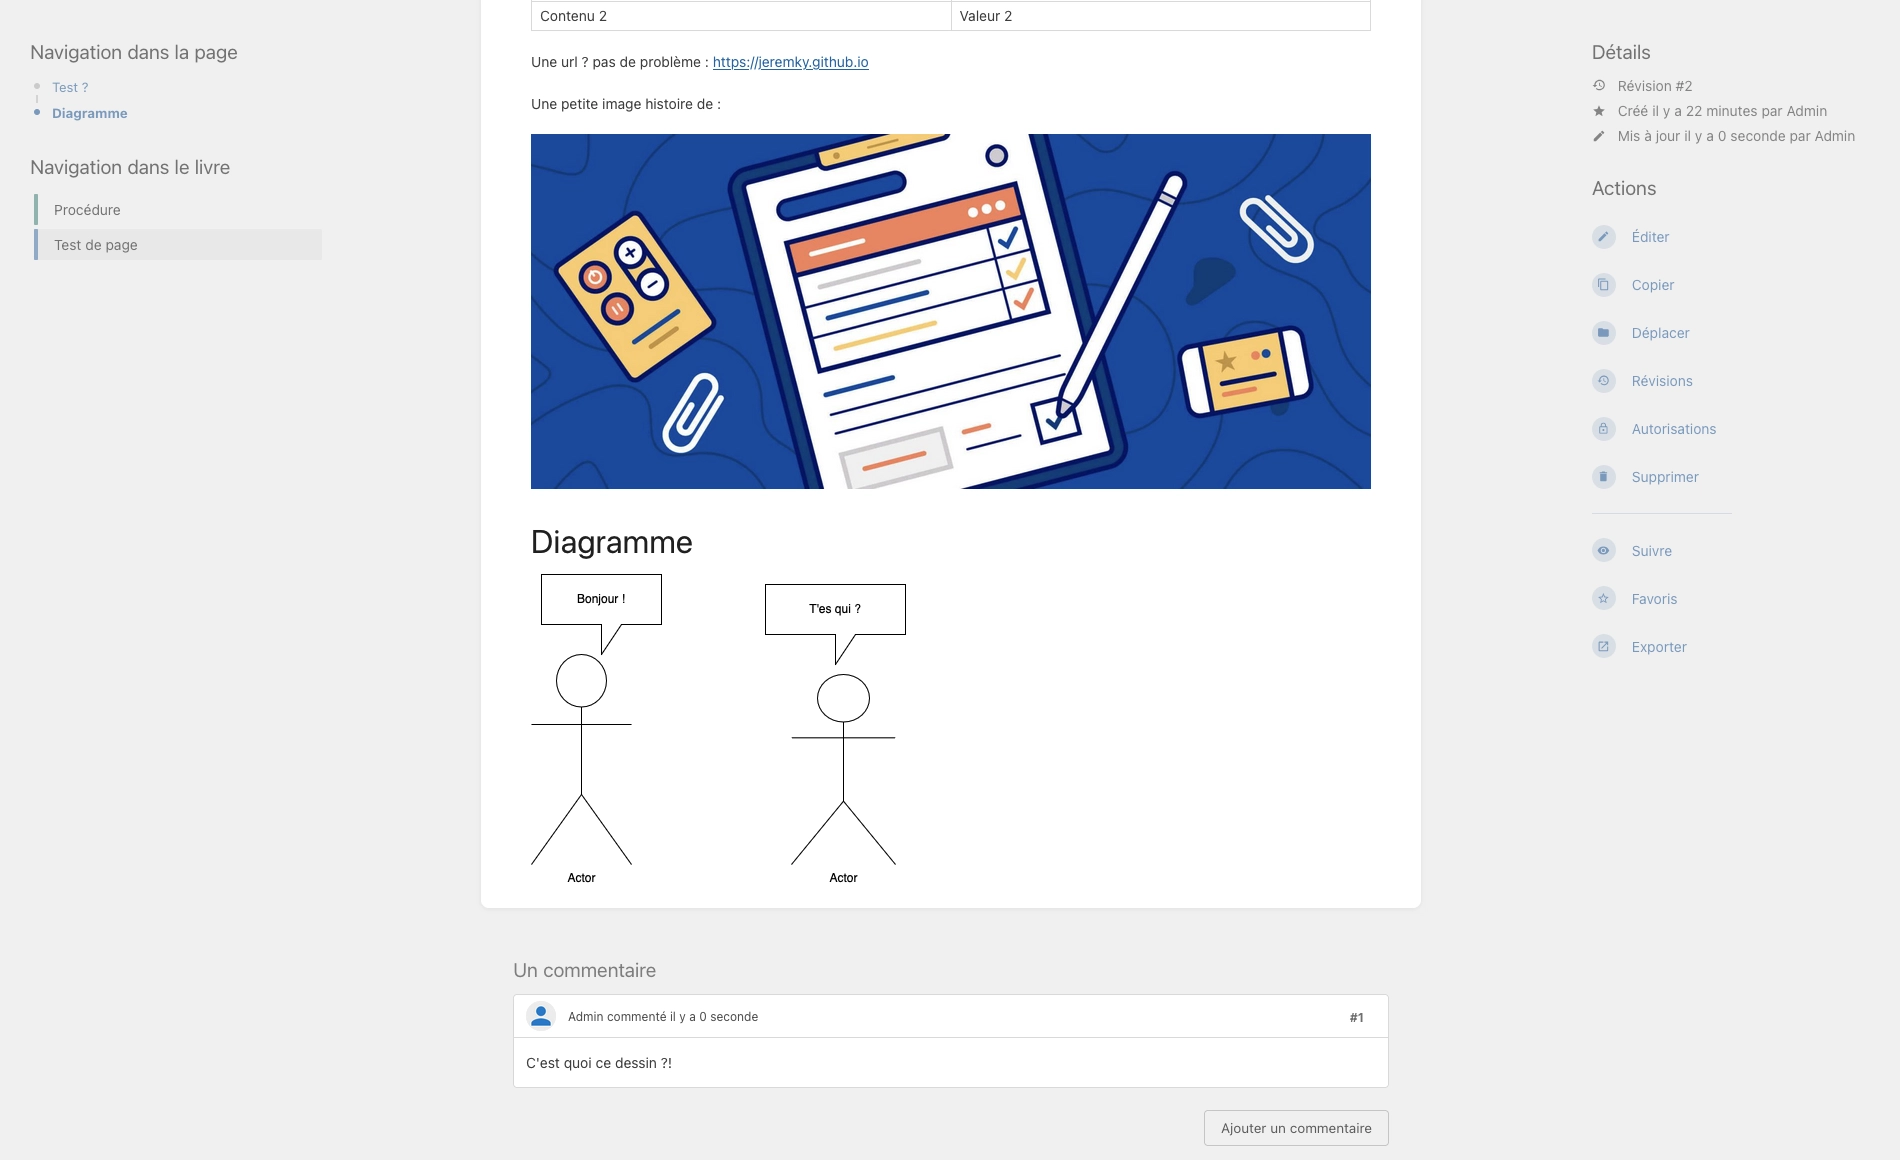 Navigation dans la page
Test ?
Diagramme
Navigation dans le livre
Procédure
Test de page
Contenu 2 Valeur 2
Une url ? pas de problème : https://jeremky.github.io
Une petite image histoire de :
Diagramme
Bonjour !
T'es qui ?
Actor
Actor
Un commentaire
Admin commenté il y a 0 seconde
#1
C'est quoi ce dessin ?!
Ajouter un commentaire
Détails
Révision #2
Créé il y a 22 minutes par Admin
Mis à jour il y a 0 seconde par Admin
Actions
Éditer
Copier
Déplacer
Révisions
Autorisations
Supprimer
Suivre
Favoris
Exporter